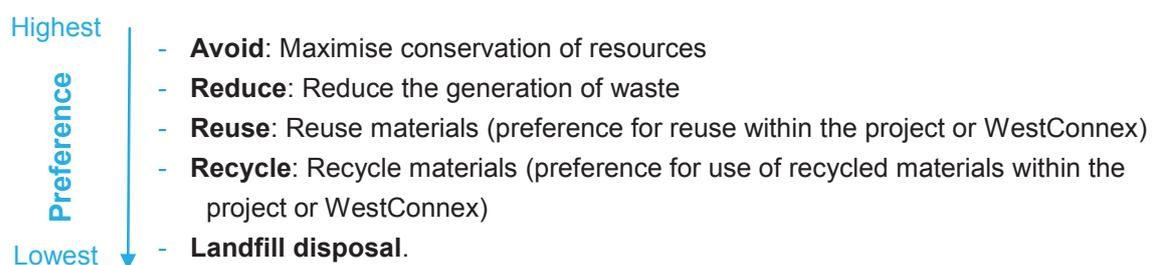 Highest
Preference
Lowest
- Avoid: Maximise conservation of resources
- Reduce: Reduce the generation of waste
- Reuse: Reuse materials (preference for reuse within the project or WestConnex)
- Recycle: Recycle materials (preference for use of recycled materials within the
project or WestConnex)
- Landfill disposal.